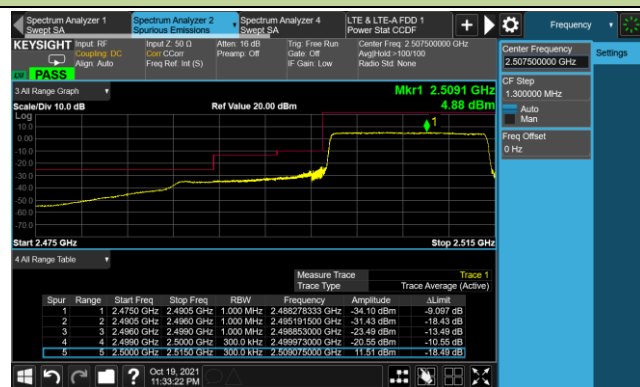 Spectrum Analyzer 1
Swept SA
Spectrum Analyzer 2
Spurious Emissions
Spectrum Analyzer 4
Swept SA
LTE & LTE-A FDD 1
Power Stat CCDF
Frequency
KEYSIGHT
Input: RF
Coupling: DC
Align: Auto
Input Z: 50 Ω
Corr CCorr
Freq Ref: Int (S)
Atten: 16 dB
Preamp: Off
Trig: Free Run
Gate: Off
IF Gain: Low
Center Freq: 2.507500000 GHz
Avg|Hold:>100/100
Radio Std: None
PASS
Center Frequency
2.507500000 GHz
Settings
CF Step
1.300000 MHz
Auto
Man
Freq Offset
0 Hz
3 All Range Graph
Mkr1 2.5091 GHz
Scale/Div 10.0 dB
Ref Value 20.00 dBm
4.88 dBm
Log
10.0
0.00
-10.0
-20.0
-30.0
-40.0
-50.0
-60.0
-70.0
1
Start 2.475 GHz
Stop 2.515 GHz
4 All Range Table
Measure Trace
Trace 1
Trace Type
Trace Average (Active)
Spur Range Start Freq Stop Freq RBW Frequency Amplitude ΔLimit
1 1 2.4750 GHz 2.4905 GHz 1.000 MHz 2.488278333 GHz -34.10 dBm -9.097 dB
2 2 2.4905 GHz 2.4960 GHz 1.000 MHz 2.495191500 GHz -31.43 dBm -18.43 dB
3 3 2.4960 GHz 2.4990 GHz 1.000 MHz 2.498853000 GHz -23.49 dBm -13.49 dB
4 4 2.4990 GHz 2.5000 GHz 300.0 kHz 2.499973000 GHz -20.55 dBm -10.55 dB
5 5 2.5000 GHz 2.5150 GHz 300.0 kHz 2.509075000 GHz 11.51 dBm -18.49 dB
Oct 19, 2021
11:33:22 PM